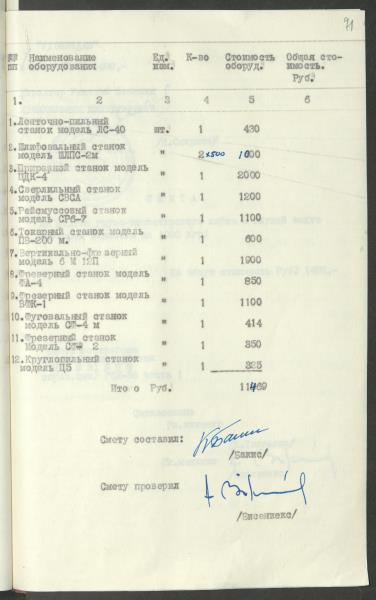 91
№№ Наименование Ед. К-во Стоимость Общая сто-
пп оборудования изм. оборуд. имость.
Руб.
1. 2 3 4 5 6
1. Ленточно-пильный
станок модель ЛС-40 шт. 1 430
2. Шлифовальный станок
модель ШЛПС-2м " 2x500 1000
3. Прирезной станок модель
ЦДК-4 " 1 2000
4. Сверлильный станок
модель СВСА " 1 1200
5. Рейсмусовый станок
модель СР6-7 " 1 1100
6. Токарный станок модель
ПВ-200 м. " 1 600
7. Вертикально-фрезерный
модель 6 М 12П " 1 1900
8. Фрезерный станок модель
ФА-4 " 1 850
9. Фрезерный станок модель
ВФК-1 " 1 1100
10. Фуговальный станок
модель СФ-4 м " 1 414
11. Фрезерный станок
модель СФ 2 " 1 350
12. Круглопильный станок
модель Ц5 " 1 325
Итого Руб. 11469
Смету составил:
/Бакис/
Смету проверил
/Висенкекс/